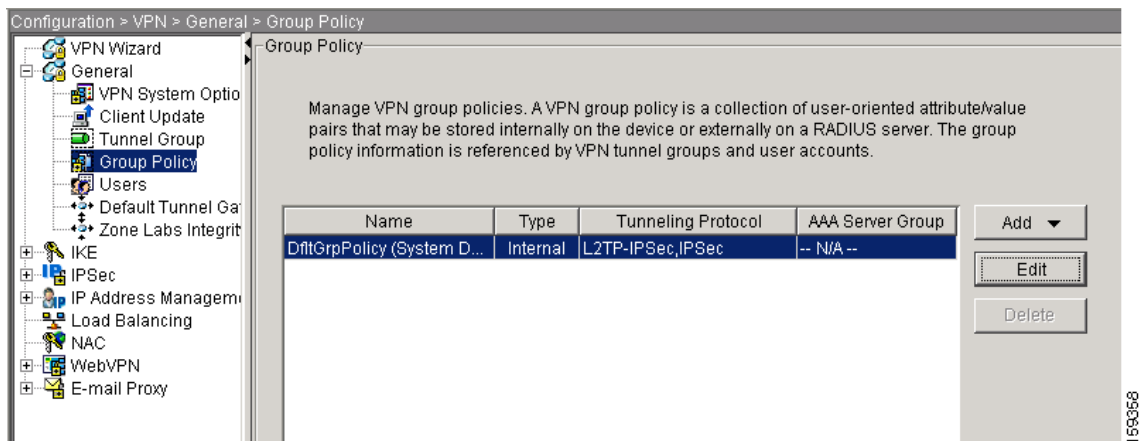 Configuration > VPN > General > Group Policy
VPN Wizard
General
VPN System Optio
Client Update
Tunnel Group
Group Policy
Users
Default Tunnel Ga
Zone Labs Integrit
IKE
IPSec
IP Address Managem
Load Balancing
NAC
WebVPN
E-mail Proxy
Group Policy
Manage VPN group policies. A VPN group policy is a collection of user-oriented attribute/value
pairs that may be stored internally on the device or externally on a RADIUS server. The group
policy information is referenced by VPN tunnel groups and user accounts.
Name Type Tunneling Protocol AAA Server Group
DfltGrpPolicy (System D... Internal L2TP-IPSec,IPSec -- N/A --
Add
Edit
Delete
159358